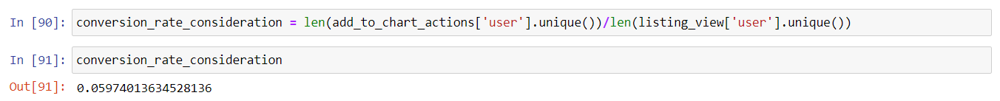 In [90]: conversion_rate_consideration = len(add_to_chart_actions['user'].unique())/len(listing_view['user'].unique())
In [91]: conversion_rate_consideration
Out[91]: 0.05974013634528136